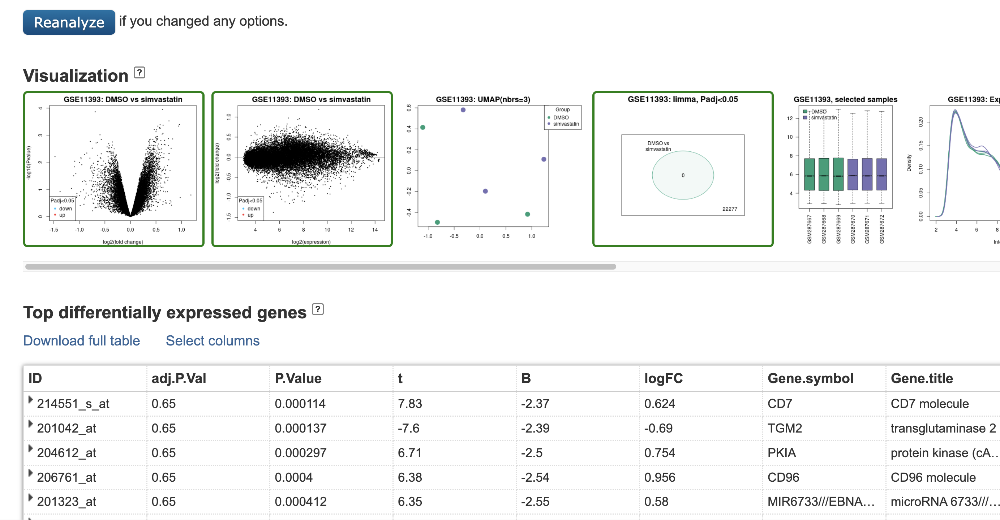 Reanalyze if you changed any options.
Visualization ?
GSE11393: DMSO vs simvastatin
-log10(Pvalue)
4
3
2
1
0
Padj<0.05
down
up
-1.5 -1.0 -0.5 0.0 0.5 1.0
log2(fold change)
GSE11393: DMSO vs simvastatin
log2(fold change)
1.0
0.5
0.0
-0.5
-1.0
-1.5
Padj<0.05
down
up
4 6 8 10 12 14
log2(expression)
GSE11393: UMAP(nbrs=3)
0.6
0.4
0.2
0.0
-0.2
-0.4
Group
DMSO
simvastatin
-1.0 -0.5 0.0 0.5 1.0
GSE11393: limma, Padj<0.05
DMSO vs
simvastatin
0
22277
GSE11393, selected samples
DMSO
simvastatin
12
10
8
6
4
GSM287667
GSM287668
GSM287669
GSM287670
GSM287671
GSM287672
GSE11393: Exp
Density
0.20
0.15
0.10
0.05
0.00
2 4 6 8
Inte
Top differentially expressed genes ?
Download full table Select columns
ID adj.P.Val P.Value t B logFC Gene.symbol Gene.title
214551_s_at 0.65 0.000114 7.83 -2.37 0.624 CD7 CD7 molecule
201042_at 0.65 0.000137 -7.6 -2.39 -0.69 TGM2 transglutaminase 2
204612_at 0.65 0.000297 6.71 -2.5 0.754 PKIA protein kinase (cA...
206761_at 0.65 0.0004 6.38 -2.54 0.956 CD96 CD96 molecule
201323_at 0.65 0.000412 6.35 -2.55 0.58 MIR6733///EBNA... microRNA 6733///...